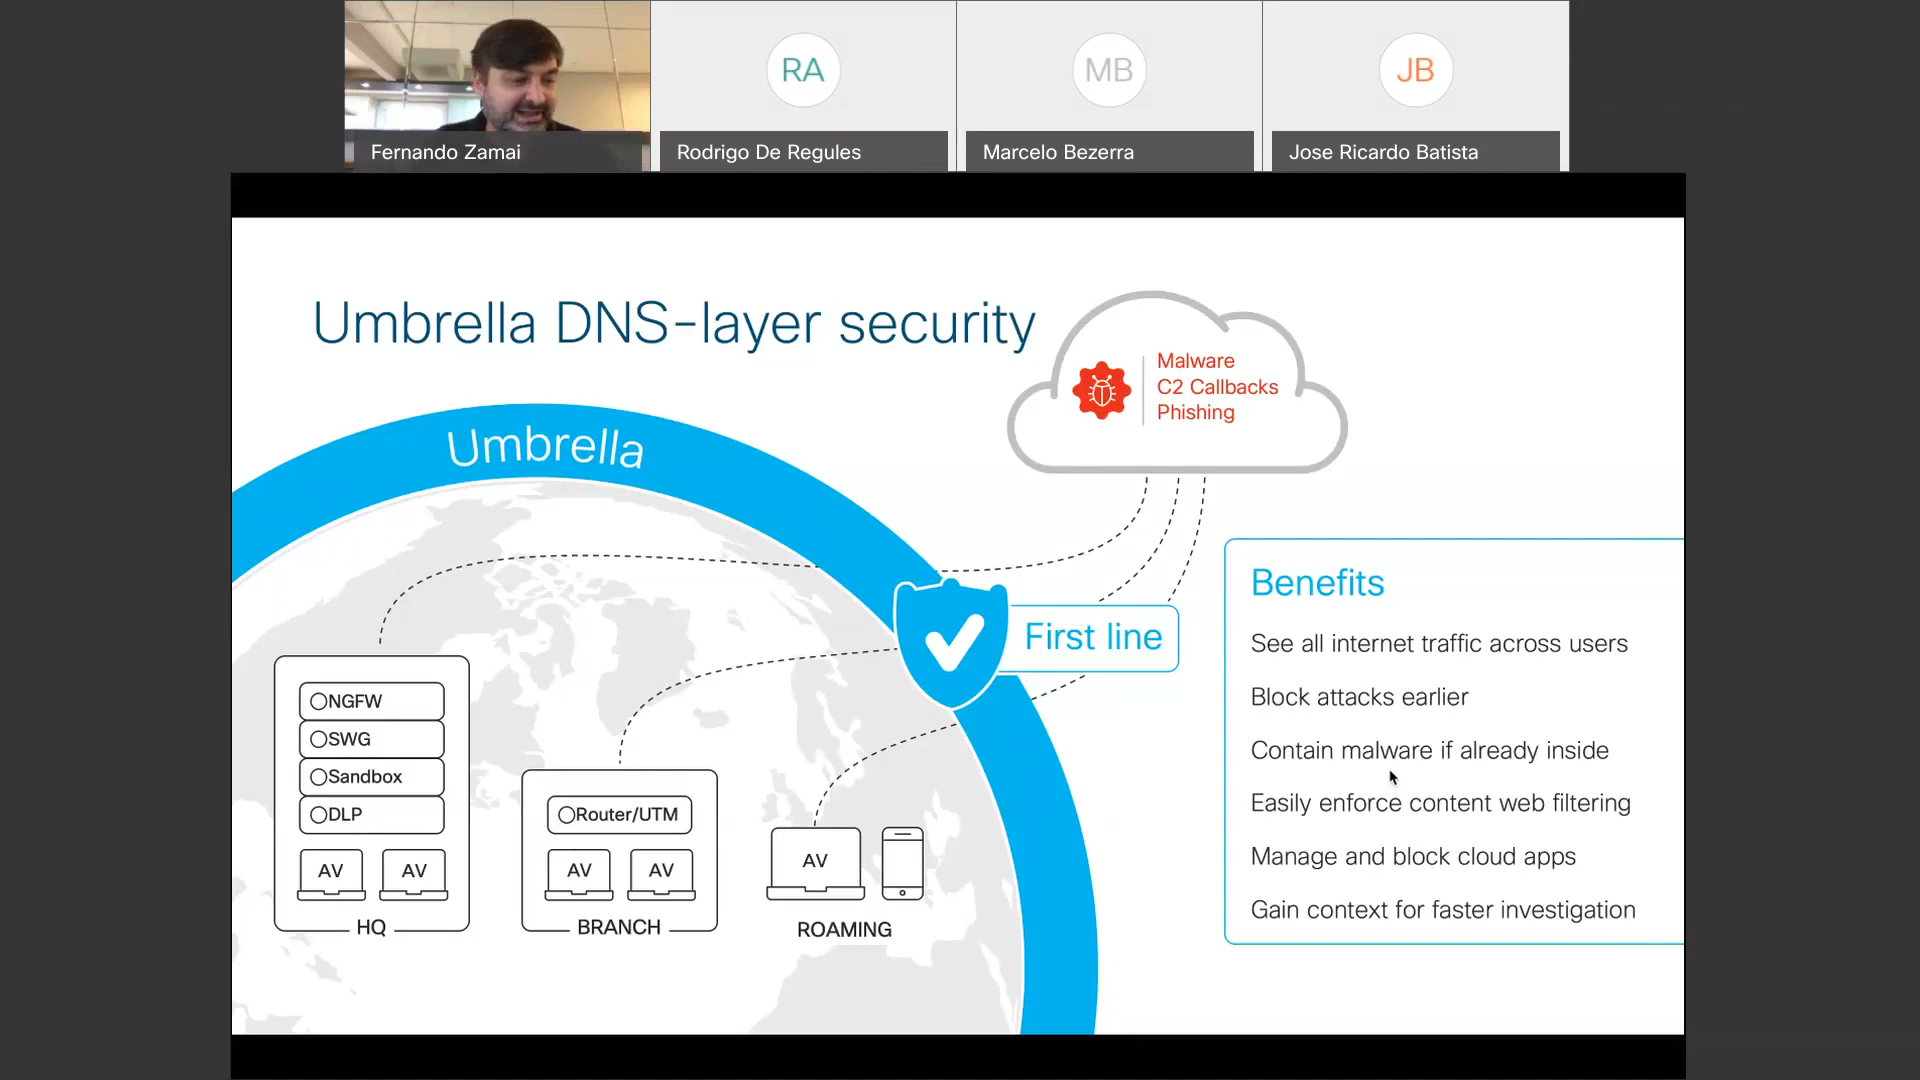 RA
MB
JB
Fernando Zamai
Rodrigo De Regules
Marcelo Bezerra
Jose Ricardo Batista
Umbrella DNS-layer security
Malware
C2 Callbacks
Phishing
Umbrella
First line
Benefits
See all internet traffic across users
Block attacks earlier
Contain malware if already inside
Easily enforce content web filtering
Manage and block cloud apps
Gain context for faster investigation
NGFW
SWG
Sandbox
DLP
AV
AV
HQ
Router/UTM
AV
AV
BRANCH
AV
ROAMING